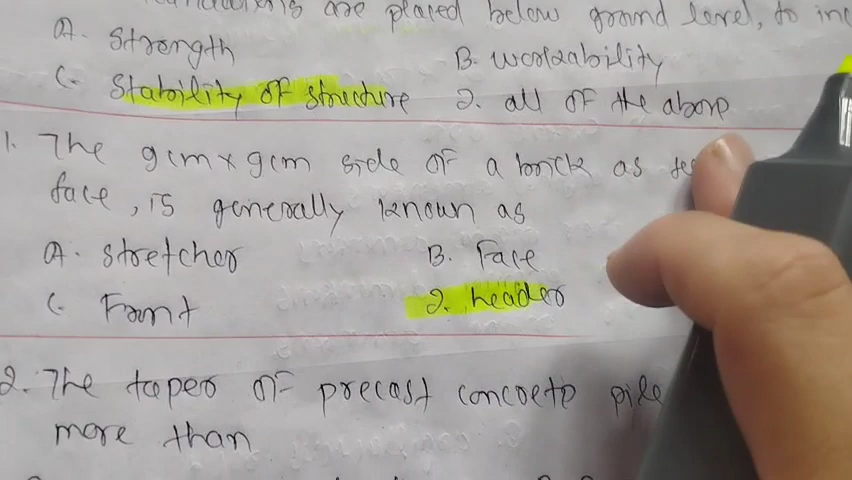 are placed below ground level, to inc
A. Strength
B. workability
C. Stability of structure
D. all of the above
1. The 9cm x 9cm side of a brick as
face, is generally known as
A. Stretcher
B. Face
C. Front
D. header
2. The taper of precast concrete pile
more than